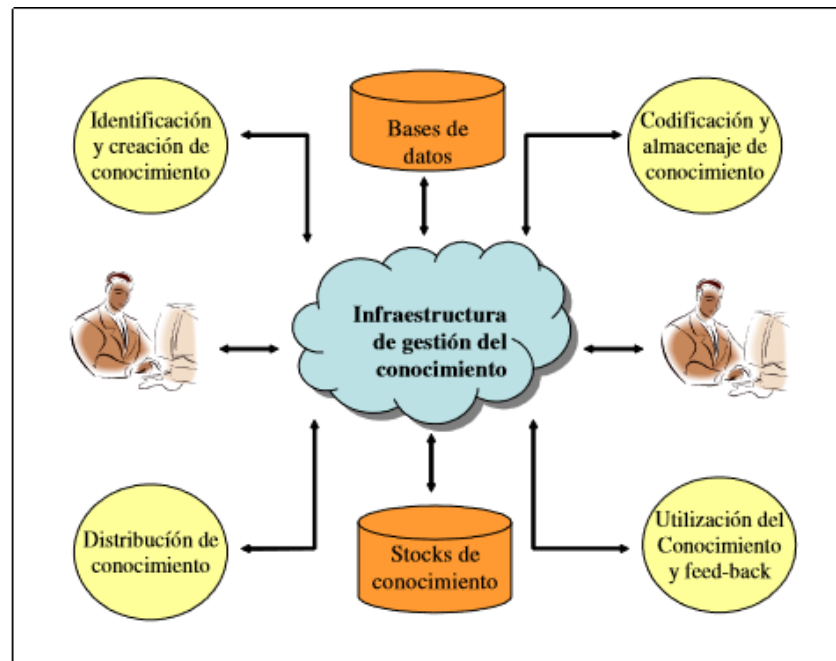 Identificación
y creación de
conocimiento
Bases de
datos
Codificación y
almacenaje de
conocimiento
Infraestructura
de gestión del
conocimiento
Distribucíón de
conocimiento
Stocks de
conocimiento
Utilización del
Conocimiento
y feed-back